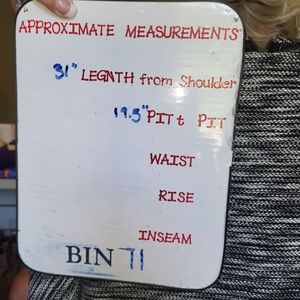 APPROXIMATE MEASUREMENTS
31" LEGNTH from Shoulder
19.5" PIT t PIT
WAIST
RISE
INSEAM
BIN 71